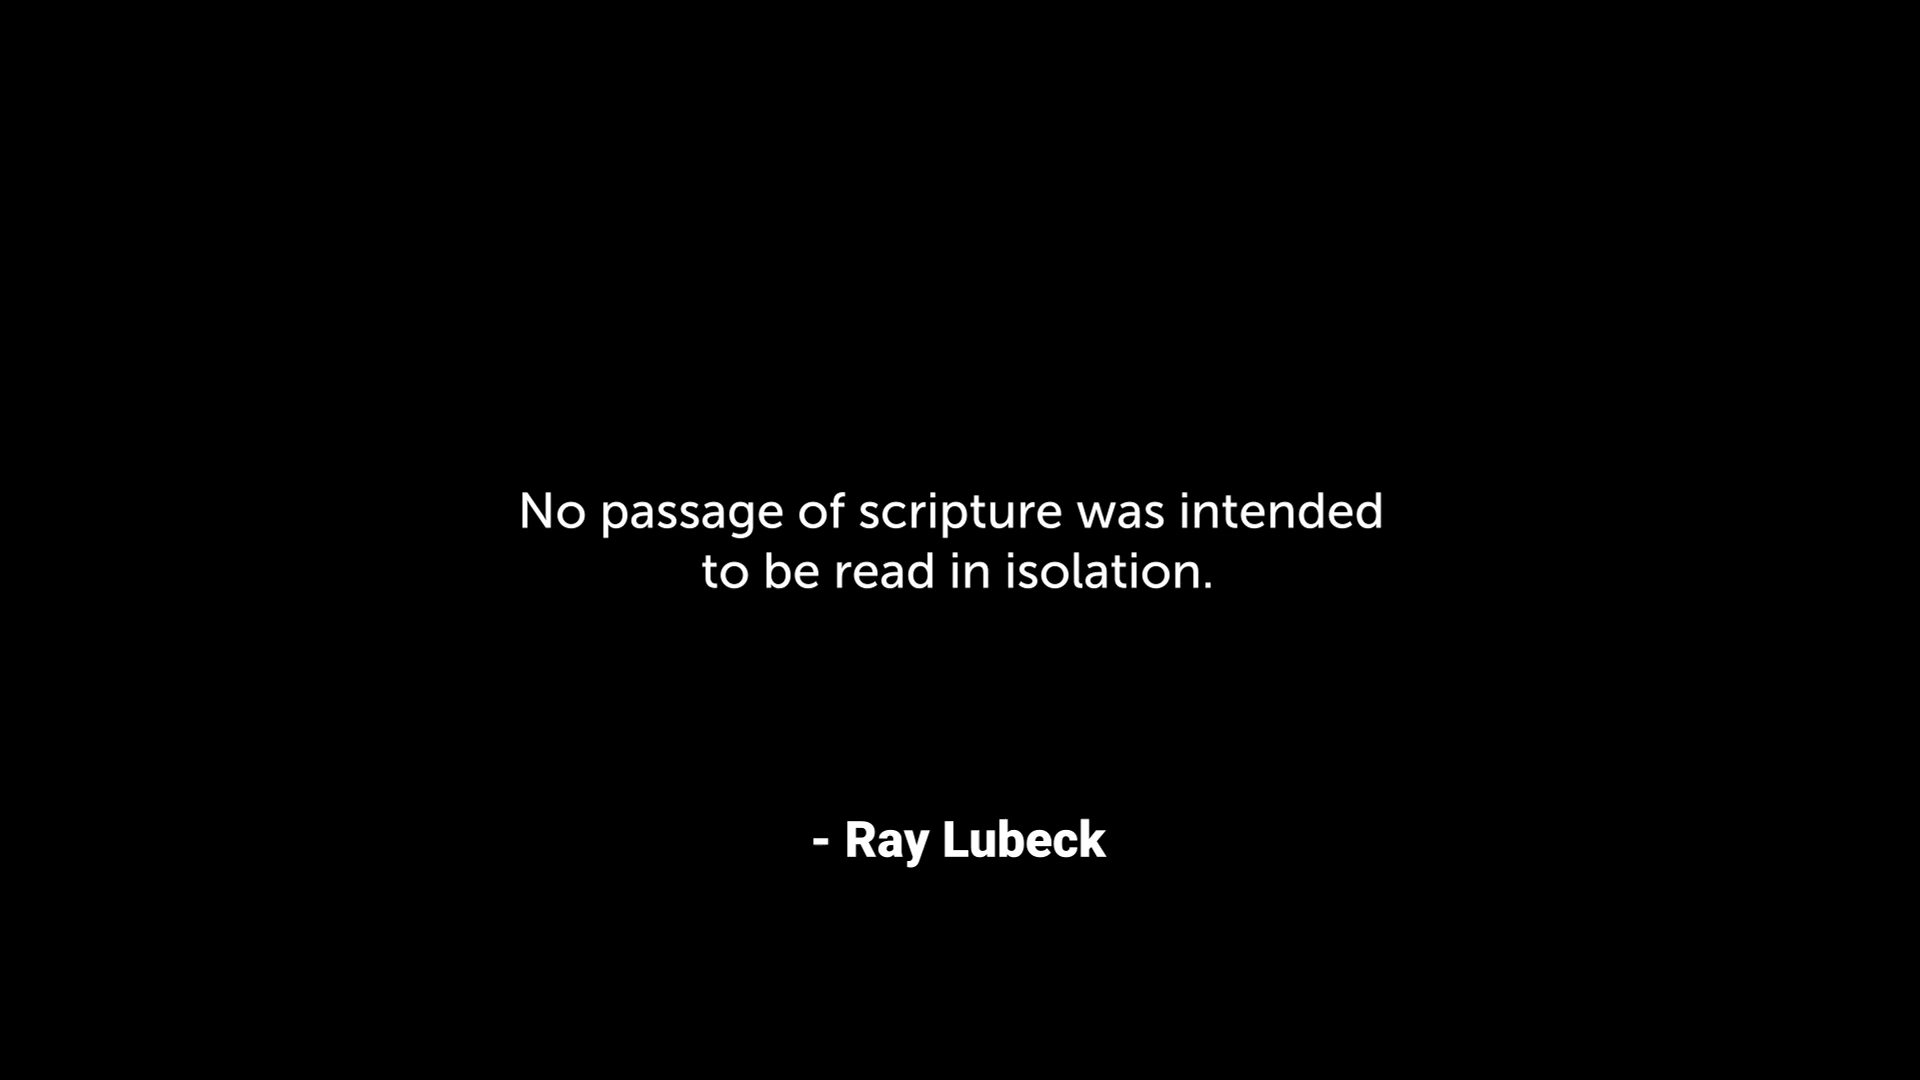 No passage of scripture was intended
to be read in isolation.
- Ray Lubeck